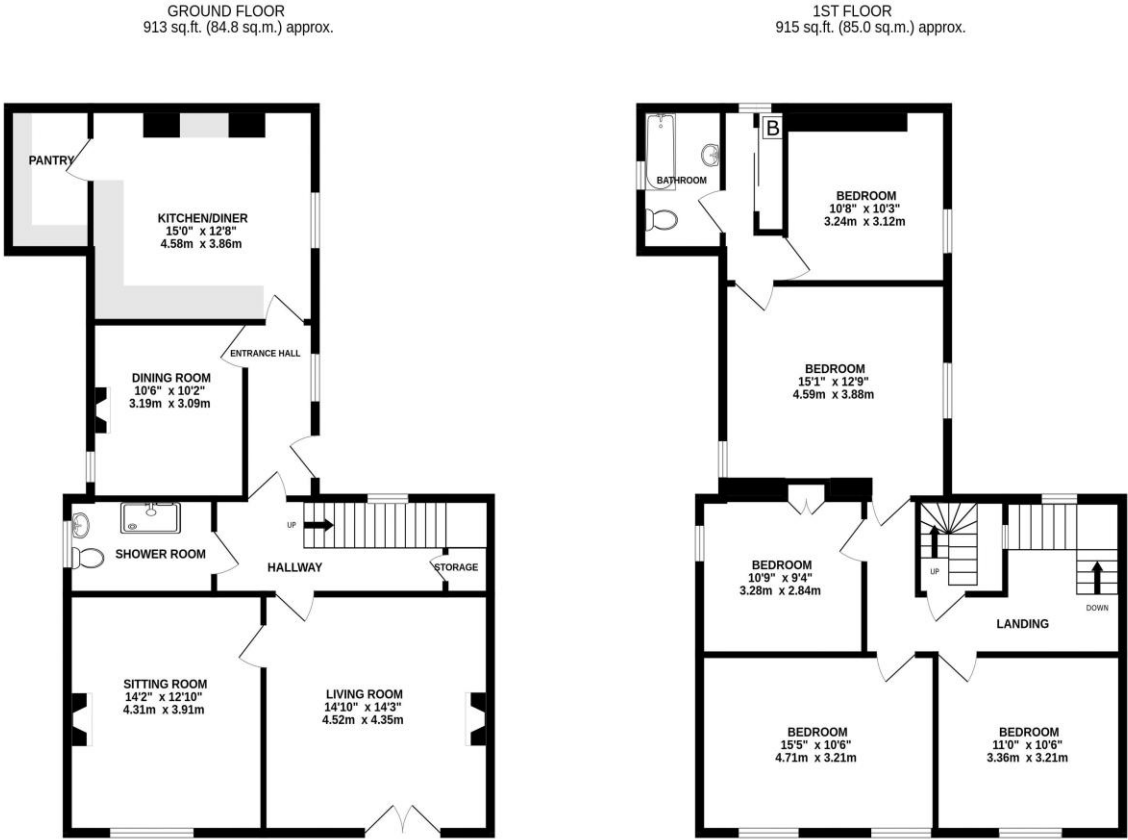 GROUND FLOOR
913 sq.ft. (84.8 sq.m.) approx.
PANTRY
KITCHEN/DINER
15'0" x 12'8"
4.58m x 3.86m
ENTRANCE HALL
DINING ROOM
10'6" x 10'2"
3.19m x 3.09m
UP
SHOWER ROOM
HALLWAY
STORAGE
SITTING ROOM
14'2" x 12'10"
4.31m x 3.91m
LIVING ROOM
14'10" x 14'3"
4.52m x 4.35m
1ST FLOOR
915 sq.ft. (85.0 sq.m.) approx.
B
BATHROOM
BEDROOM
10'8" x 10'3"
3.24m x 3.12m
BEDROOM
15'1" x 12'9"
4.59m x 3.88m
BEDROOM
10'9" x 9'4"
3.28m x 2.84m
UP
DOWN
LANDING
BEDROOM
15'5" x 10'6"
4.71m x 3.21m
BEDROOM
11'0" x 10'6"
3.36m x 3.21m